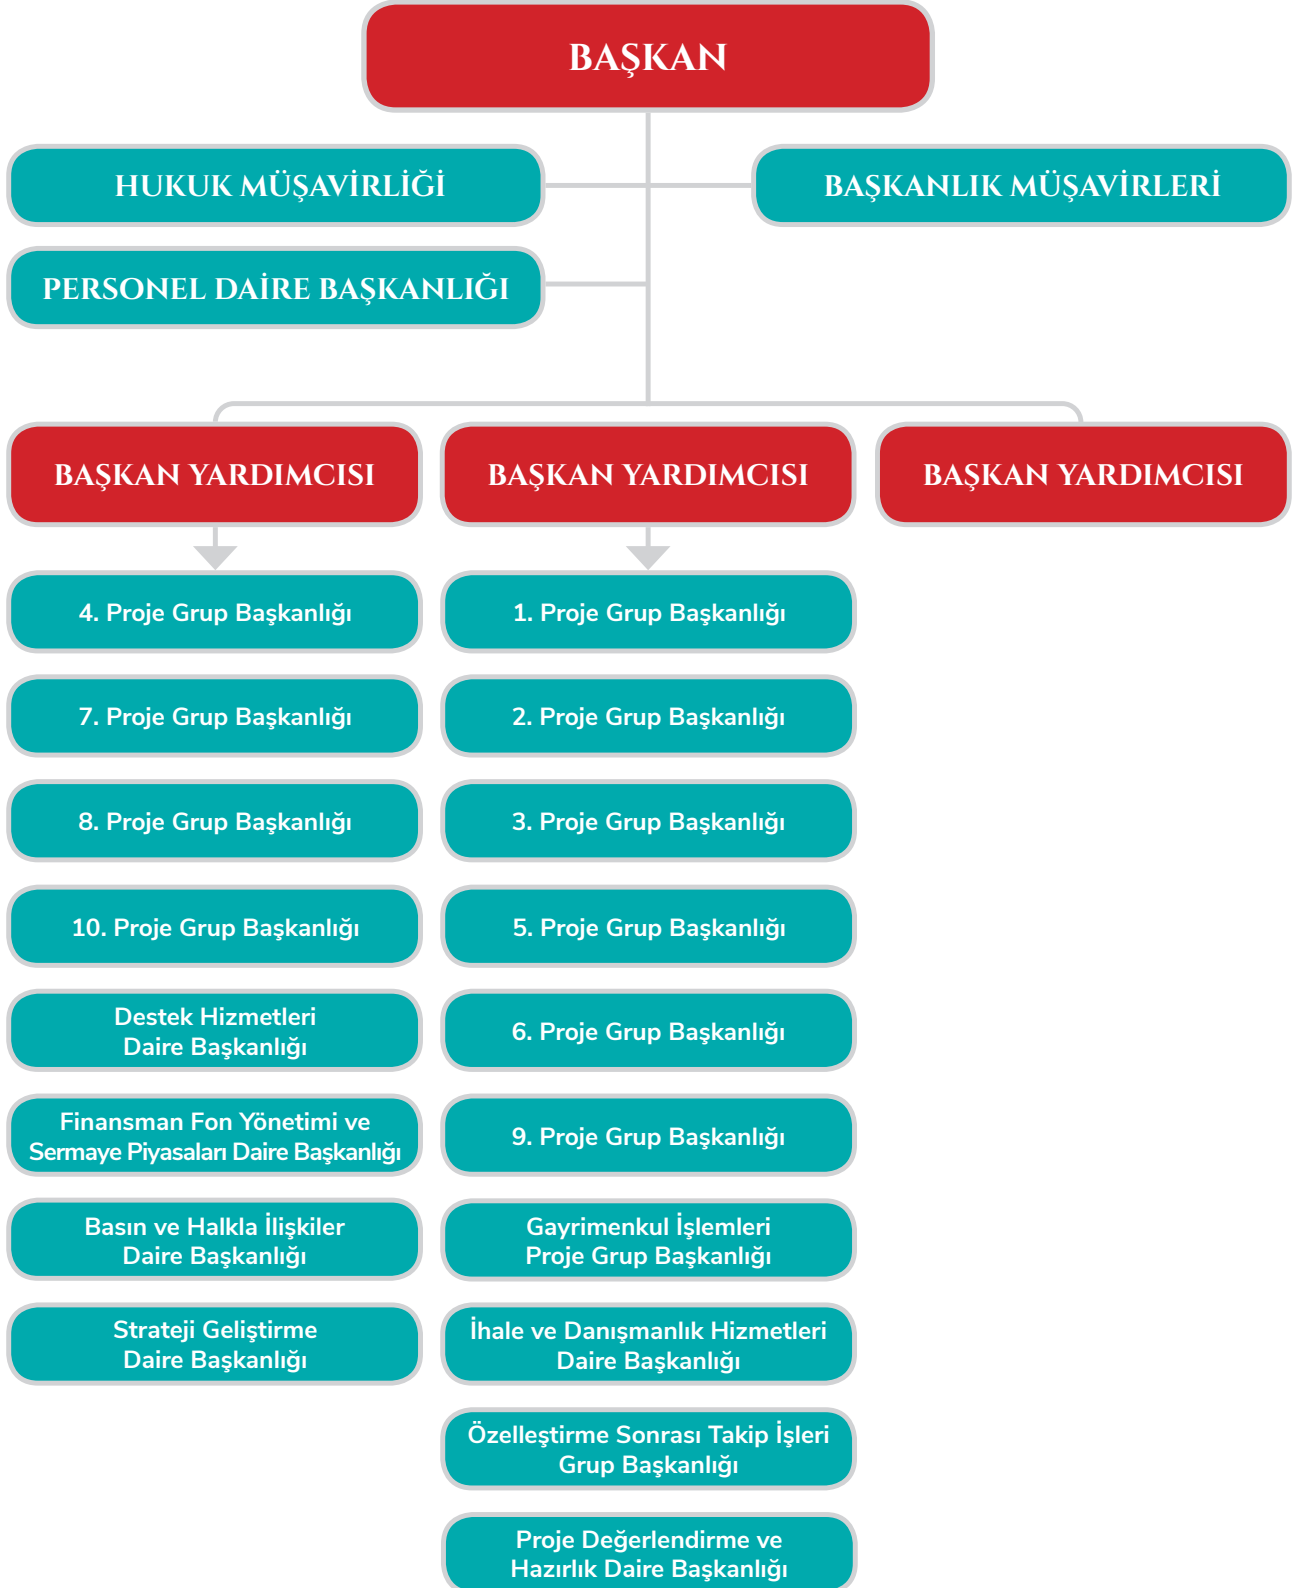 BAŞKAN
HUKUK MÜŞAVİRLİĞİ
BAŞKANLIK MÜŞAVİRLERİ
PERSONEL DAİRE BAŞKANLIĞI
BAŞKAN YARDIMCISI
BAŞKAN YARDIMCISI
BAŞKAN YARDIMCISI
4. Proje Grup Başkanlığı
7. Proje Grup Başkanlığı
8. Proje Grup Başkanlığı
10. Proje Grup Başkanlığı
Destek Hizmetleri
Daire Başkanlığı
Finansman Fon Yönetimi ve
Sermaye Piyasaları Daire Başkanlığı
Basın ve Halkla İlişkiler
Daire Başkanlığı
Strateji Geliştirme
Daire Başkanlığı
1. Proje Grup Başkanlığı
2. Proje Grup Başkanlığı
3. Proje Grup Başkanlığı
5. Proje Grup Başkanlığı
6. Proje Grup Başkanlığı
9. Proje Grup Başkanlığı
Gayrimenkul İşlemleri
Proje Grup Başkanlığı
İhale ve Danışmanlık Hizmetleri
Daire Başkanlığı
Özelleştirme Sonrası Takip İşleri
Grup Başkanlığı
Proje Değerlendirme ve
Hazırlık Daire Başkanlığı